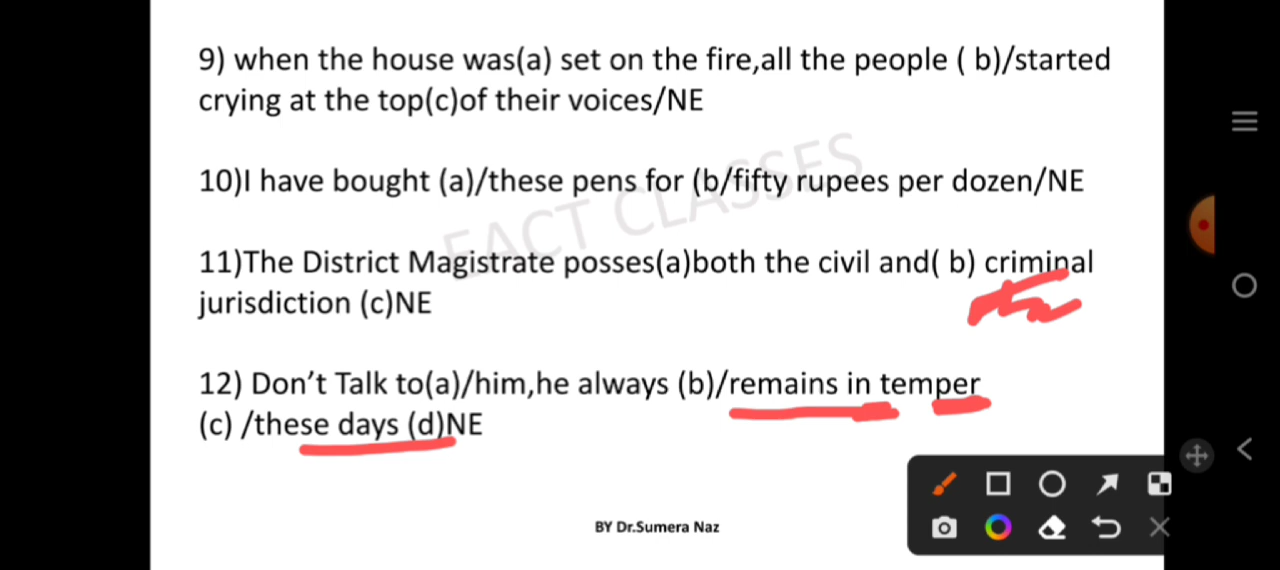 9) when the house was(a) set on the fire,all the people ( b)/started
crying at the top(c)of their voices/NE
10)I have bought (a)/these pens for (b/fifty rupees per dozen/NE
EACT CLASSES
11)The District Magistrate posses(a)both the civil and( b) criminal
jurisdiction (c)NE
12) Don't Talk to(a)/him,he always (b)/remains in temper
(c) /these days (d)NE
BY Dr.Sumera Naz